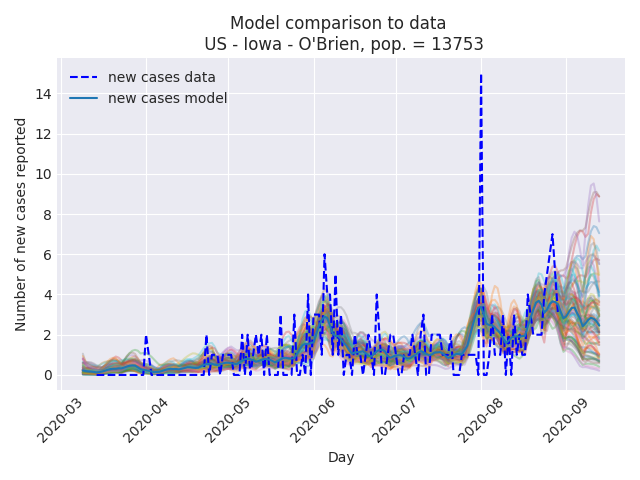 Model comparison to data
US - Iowa - O'Brien, pop. = 13753
new cases data
new cases model
Number of new cases reported
14
12
10
8
6
4
2
0
2020-03
2020-04
2020-05
2020-06
2020-07
2020-08
2020-09
Day